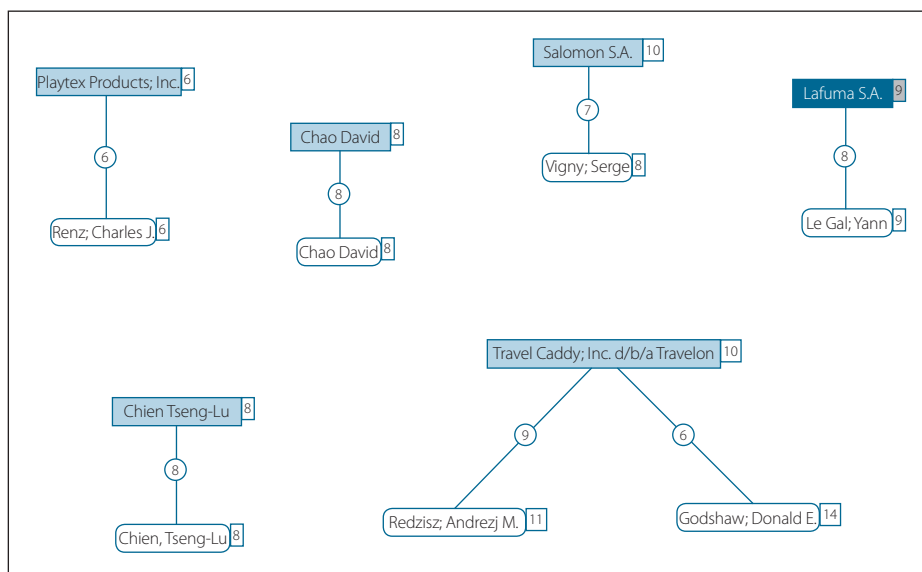 Playtex Products; Inc. 6
6
Renz; Charles J. 6
Chao David 8
8
Chao David 8
Salomon S.A. 10
7
Vigny; Serge 8
Lafuma S.A. 9
8
Le Gal; Yann 9
Chien Tseng-Lu 8
8
Chien, Tseng-Lu 8
Travel Caddy; Inc. d/b/a Travelon 10
9
6
Redzisz; Andrezj M. 11
Godshaw; Donald E. 14